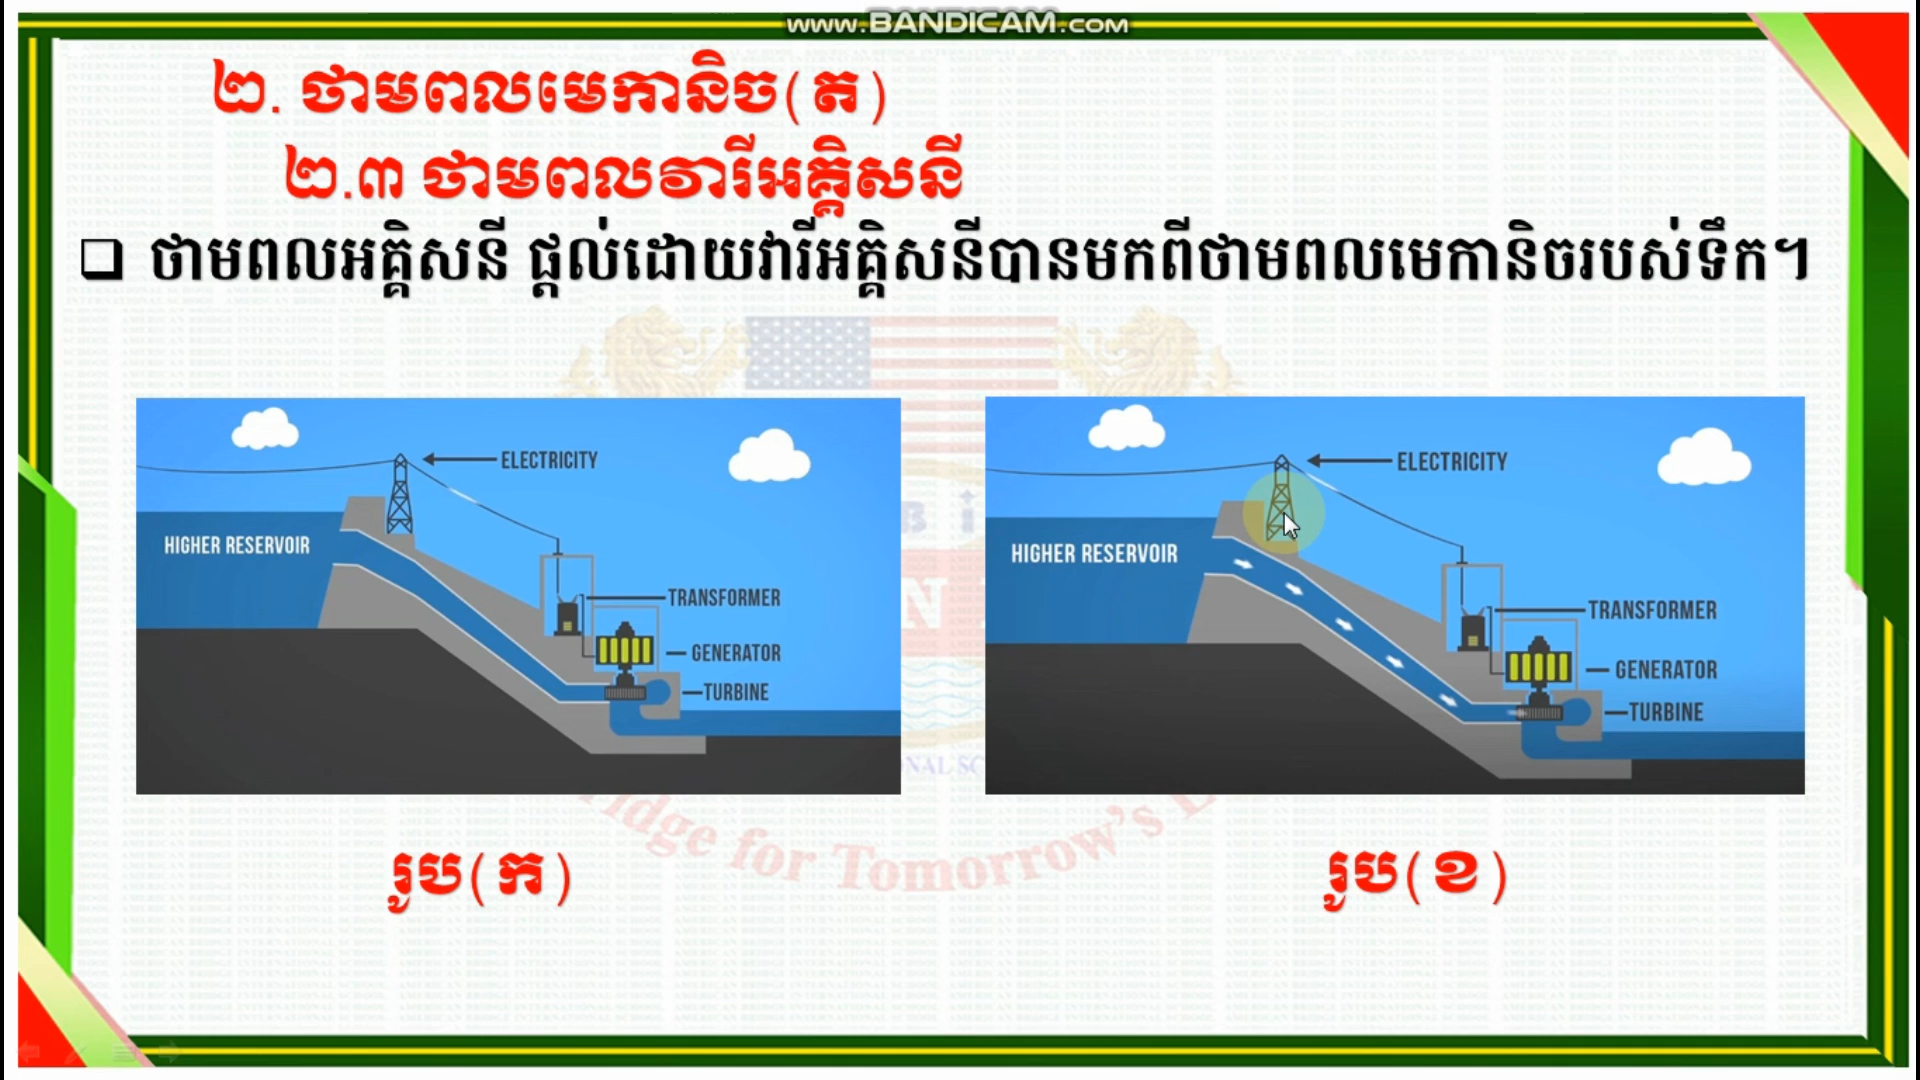 www.BANDICAM.com
២. ថាមពលមេកានិច(ត)
២.៣ ថាមពលវារីអគ្គិសនី
❑ ថាមពលអគ្គិសនី ផ្តល់ដោយវារីអគ្គិសនីបានមកពីថាមពលមេកានិចរបស់ទឹក។
ELECTRICITY
HIGHER RESERVOIR
TRANSFORMER
GENERATOR
TURBINE
ELECTRICITY
HIGHER RESERVOIR
TRANSFORMER
GENERATOR
TURBINE
for Tomorrow's
រូប(ក)
រូប(ខ)